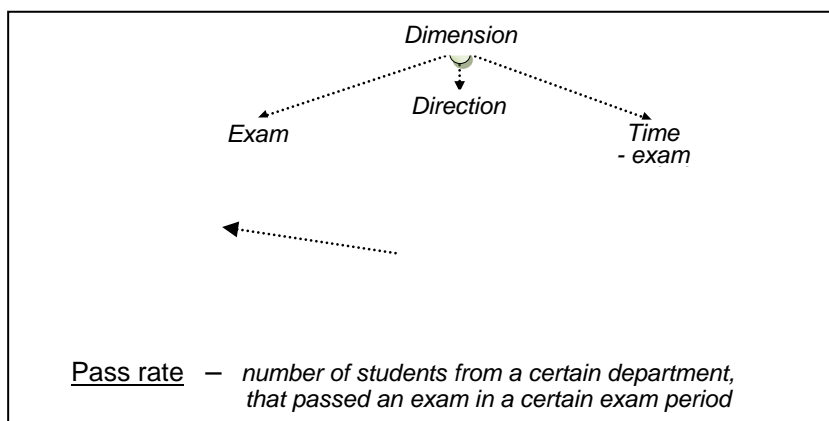 Dimension
Direction
Exam
Time
- exam
Pass rate – number of students from a certain department,
that passed an exam in a certain exam period